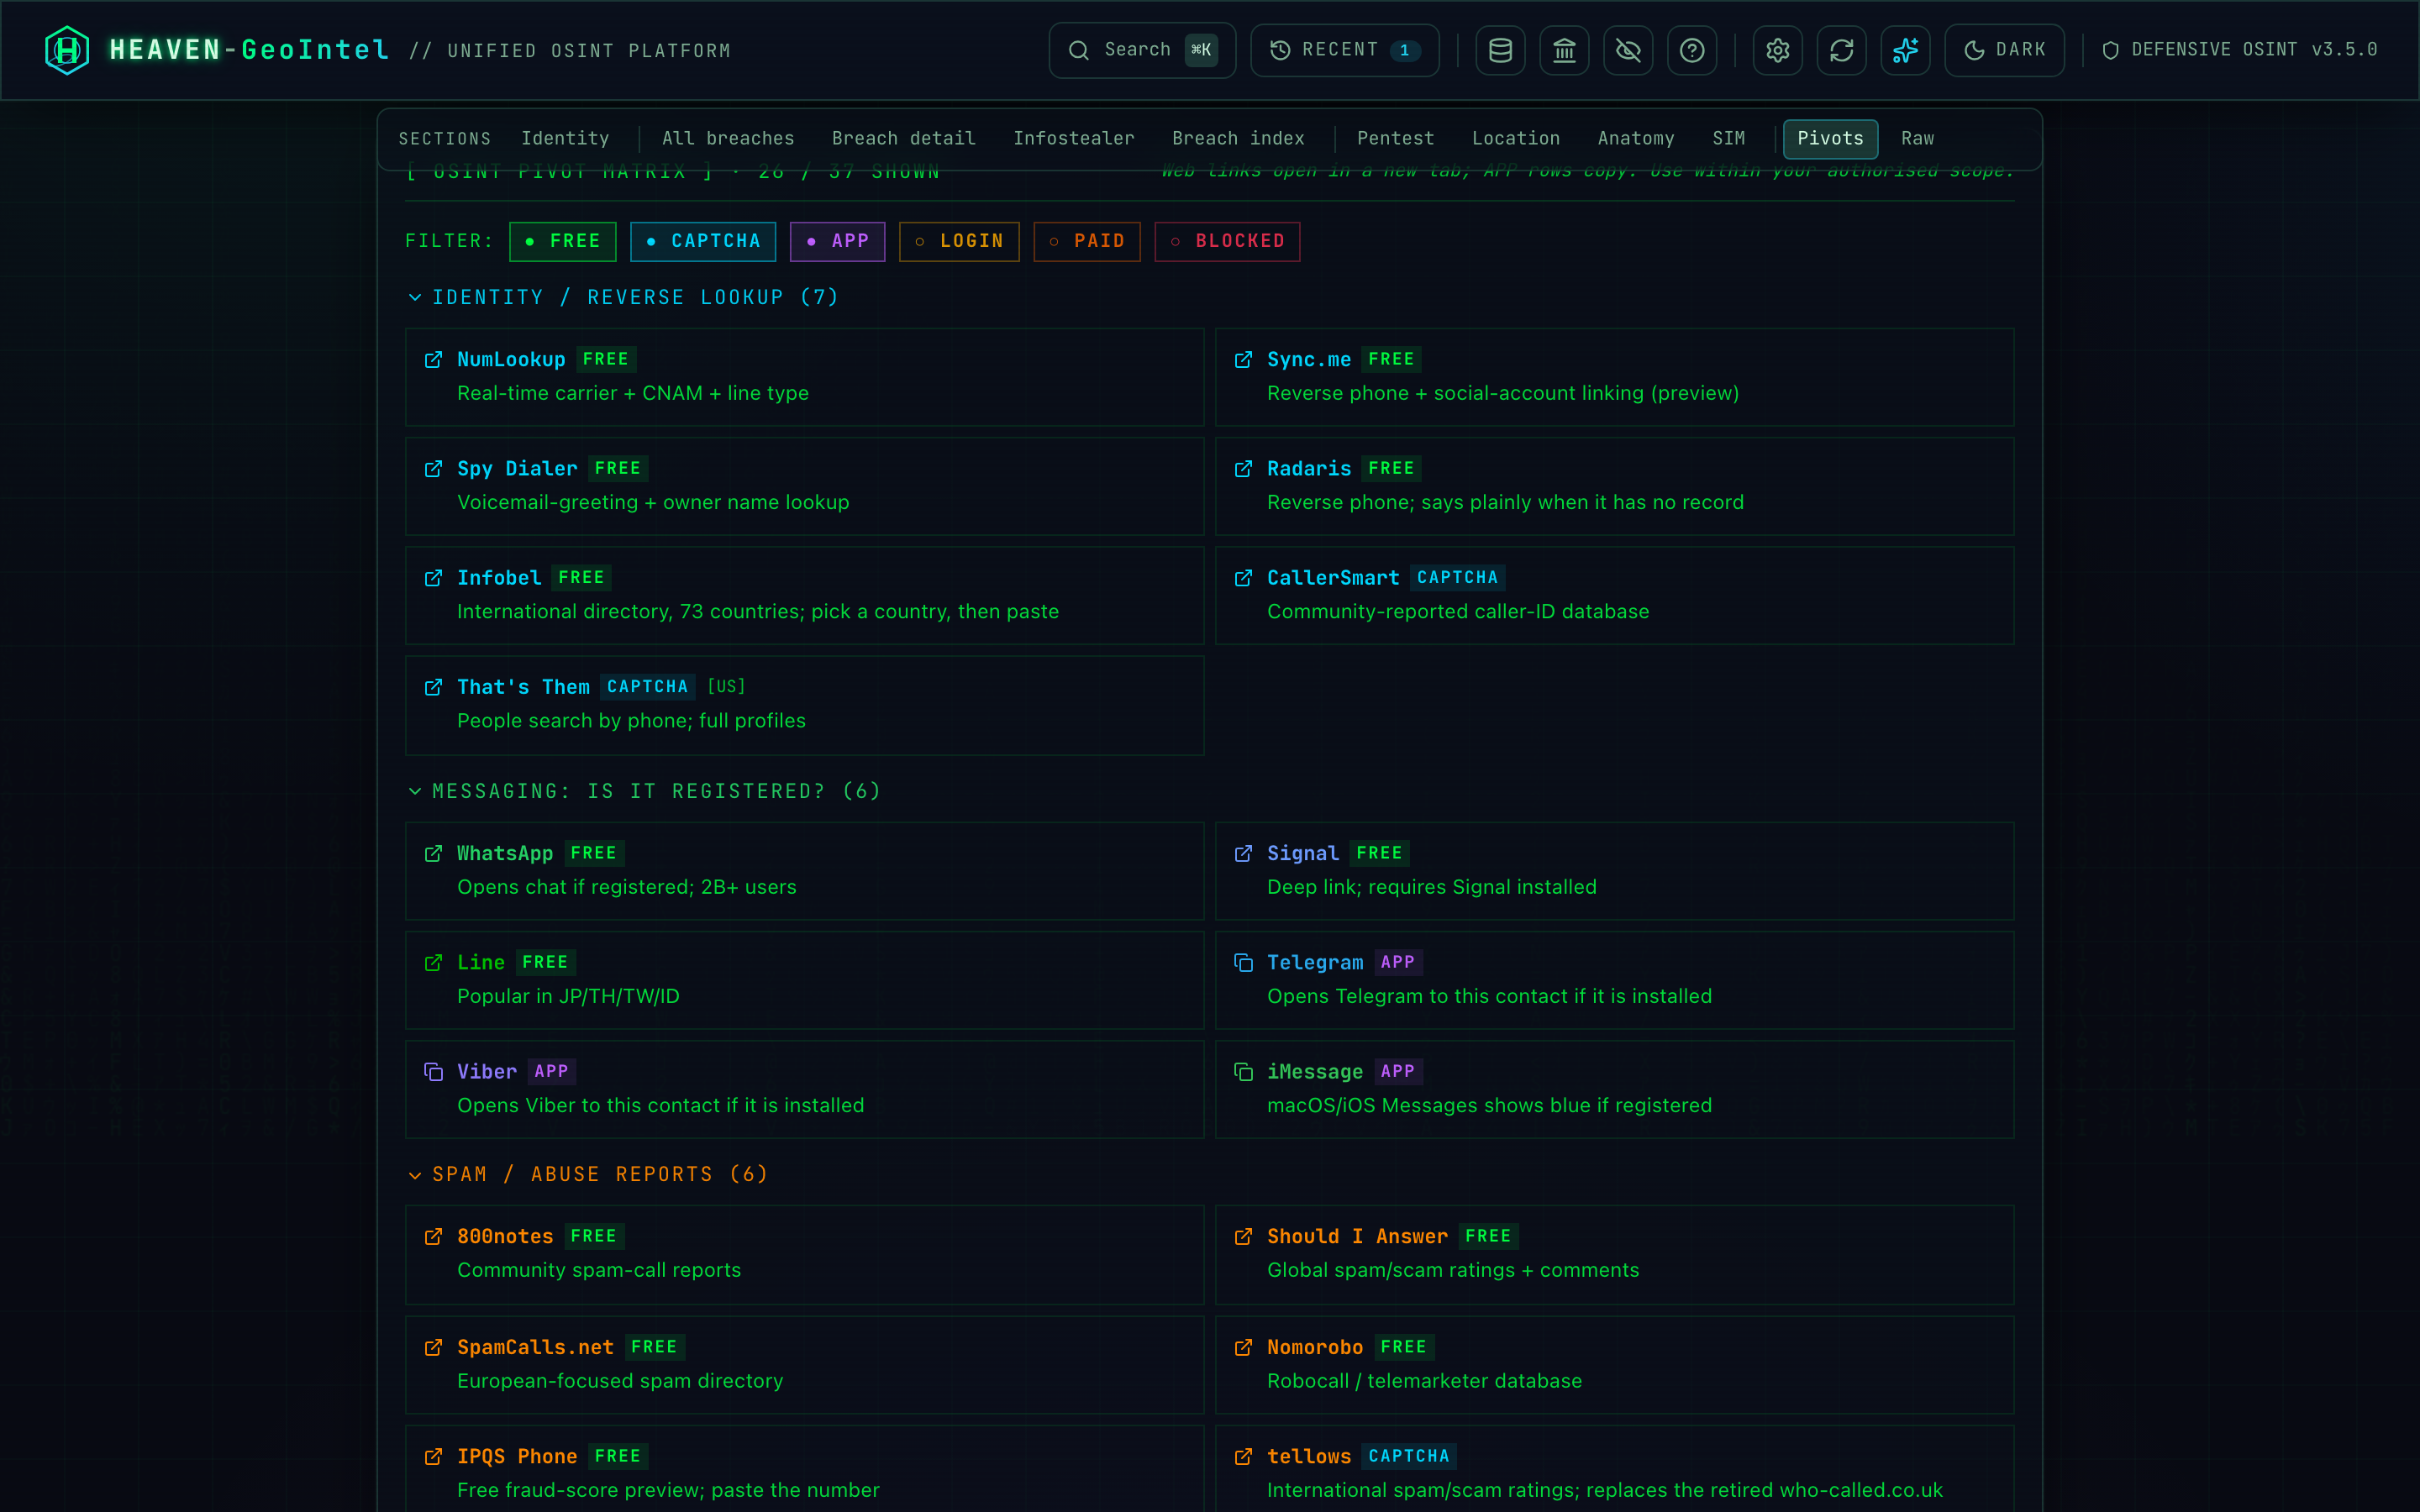 HEAVEN-GeoIntel // UNIFIED OSINT PLATFORM
Search ⌘K
RECENT 1
DARK
DEFENSIVE OSINT v3.5.0
SECTIONS Identity All breaches Breach detail Infostealer Breach index Pentest Location Anatomy SIM Pivots Raw
[ OSINT PIVOT MATRIX ] · 26 / 37 SHOWN
Web links open in a new tab; APP rows copy. Use within your authorised scope.
FILTER: FREE CAPTCHA APP LOGIN PAID BLOCKED
IDENTITY / REVERSE LOOKUP (7)
NumLookup FREE
Real-time carrier + CNAM + line type
Sync.me FREE
Reverse phone + social-account linking (preview)
Spy Dialer FREE
Voicemail-greeting + owner name lookup
Radaris FREE
Reverse phone; says plainly when it has no record
Infobel FREE
International directory, 73 countries; pick a country, then paste
CallerSmart CAPTCHA
Community-reported caller-ID database
That's Them CAPTCHA [US]
People search by phone; full profiles
MESSAGING: IS IT REGISTERED? (6)
WhatsApp FREE
Opens chat if registered; 2B+ users
Signal FREE
Deep link; requires Signal installed
Line FREE
Popular in JP/TH/TW/ID
Telegram APP
Opens Telegram to this contact if it is installed
Viber APP
Opens Viber to this contact if it is installed
iMessage APP
macOS/iOS Messages shows blue if registered
SPAM / ABUSE REPORTS (6)
800notes FREE
Community spam-call reports
Should I Answer FREE
Global spam/scam ratings + comments
SpamCalls.net FREE
European-focused spam directory
Nomorobo FREE
Robocall / telemarketer database
IPQS Phone FREE
Free fraud-score preview; paste the number
tellows CAPTCHA
International spam/scam ratings; replaces the retired who-called.co.uk